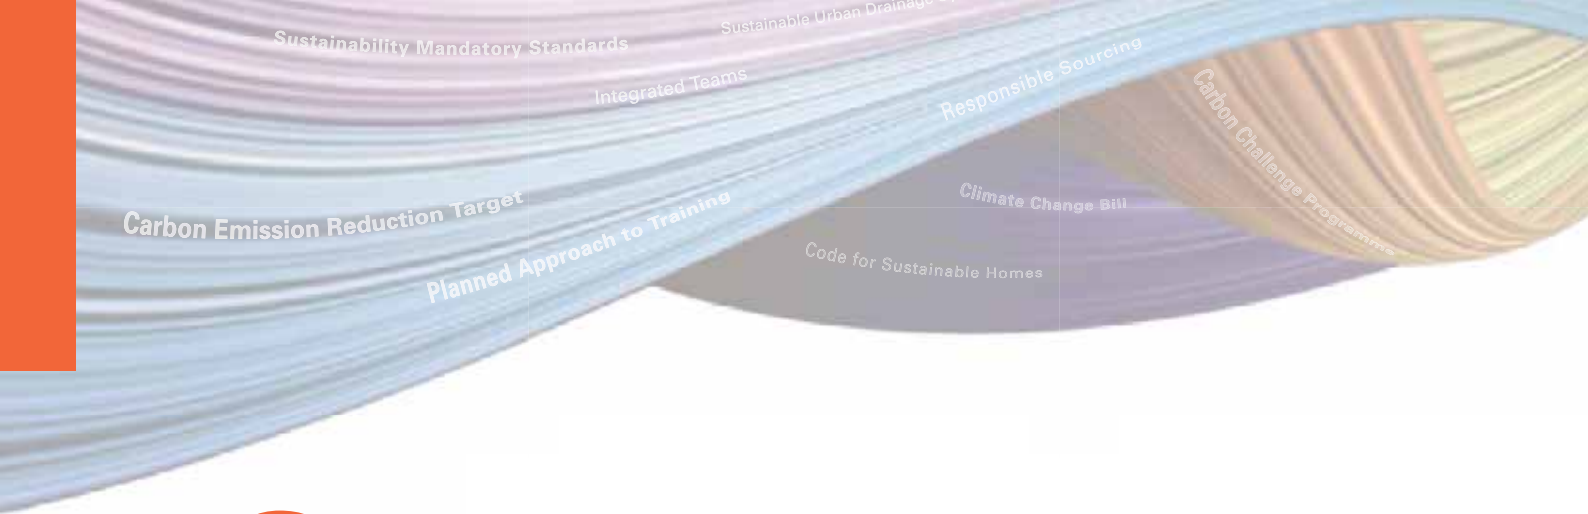 Sustainable Urban Drainage
Sustainability Mandatory Standards
Integrated Teams
Responsible Sourcing
Carbon Challenge Programme
Climate Change Bill
Carbon Emission Reduction Target
Planned Approach to Training
Code for Sustainable Homes